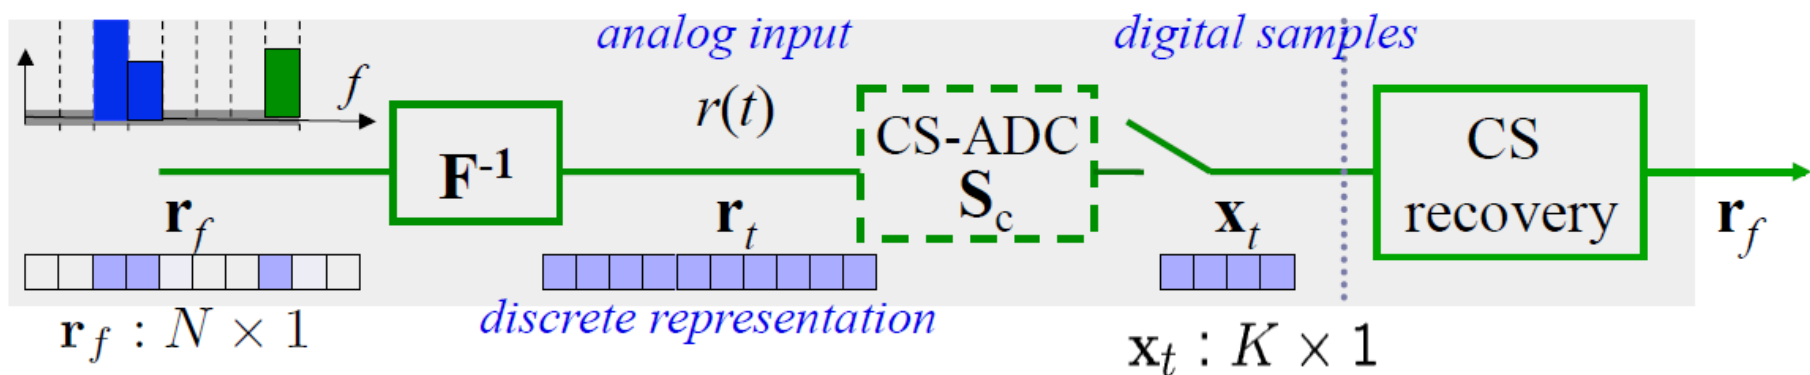 analog input
digital samples
f
r(t)
F⁻¹
CS-ADC
S_c
CS
recovery
r_f
r_t
x_t
r_f
r_f : N × 1
discrete representation
x_t : K × 1